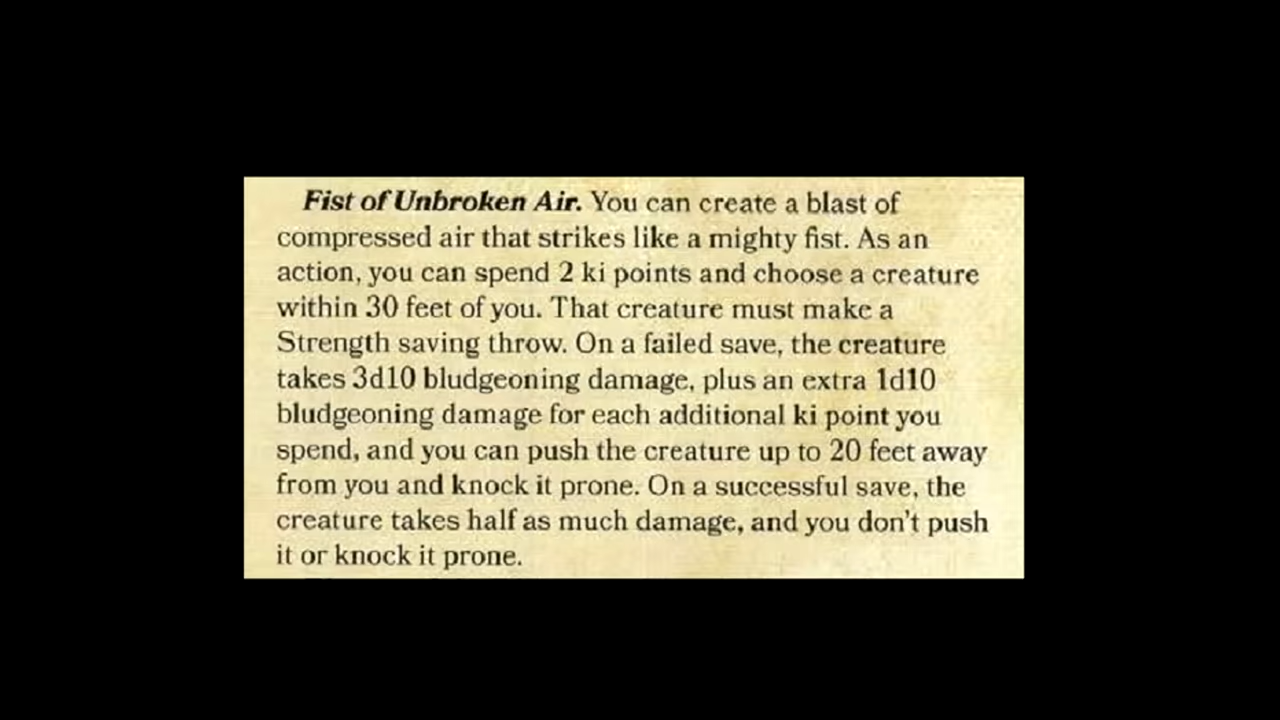 Fist of Unbroken Air. You can create a blast of
compressed air that strikes like a mighty fist. As an
action, you can spend 2 ki points and choose a creature
within 30 feet of you. That creature must make a
Strength saving throw. On a failed save, the creature
takes 3d10 bludgeoning damage, plus an extra 1d10
bludgeoning damage for each additional ki point you
spend, and you can push the creature up to 20 feet away
from you and knock it prone. On a successful save, the
creature takes half as much damage, and you don't push
it or knock it prone.